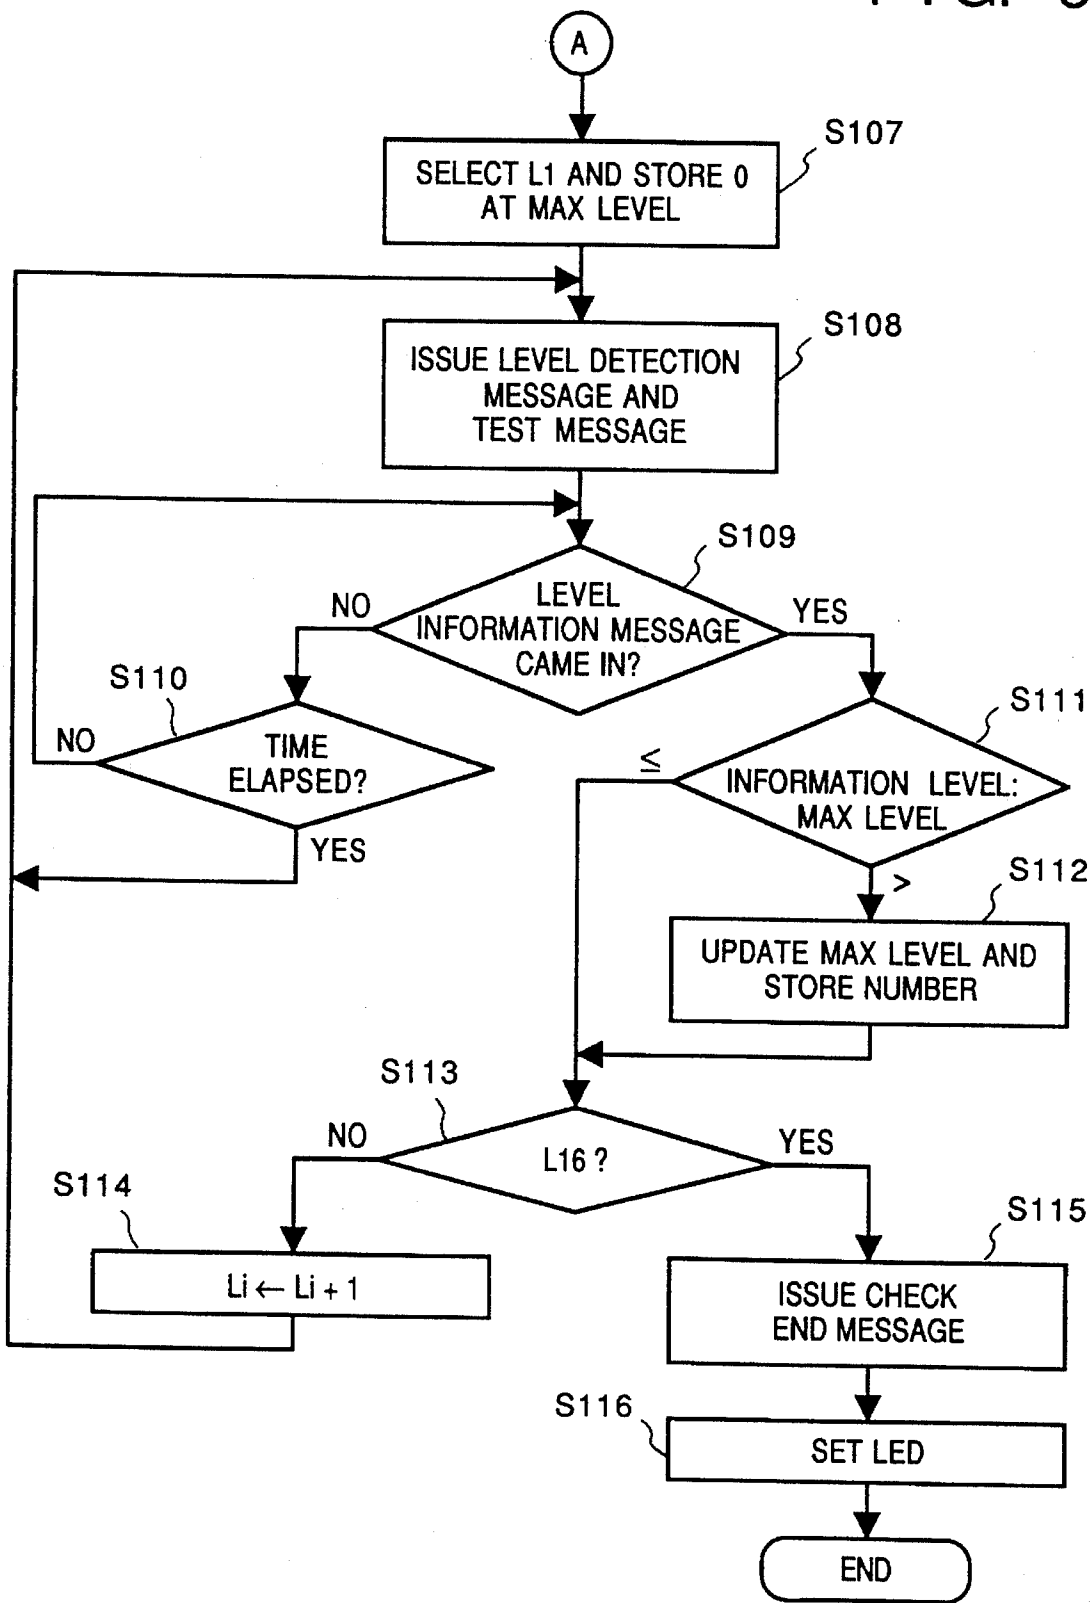 A
S107
SELECT L1 AND STORE 0
AT MAX LEVEL
S108
ISSUE LEVEL DETECTION
MESSAGE AND
TEST MESSAGE
S109
NO
LEVEL
INFORMATION MESSAGE
CAME IN?
YES
S110
NO
TIME
ELAPSED?
YES
S111
≤
INFORMATION LEVEL:
MAX LEVEL
>
S112
UPDATE MAX LEVEL AND
STORE NUMBER
S113
NO
L16 ?
YES
S114
Li ← Li + 1
S115
ISSUE CHECK
END MESSAGE
S116
SET LED
END